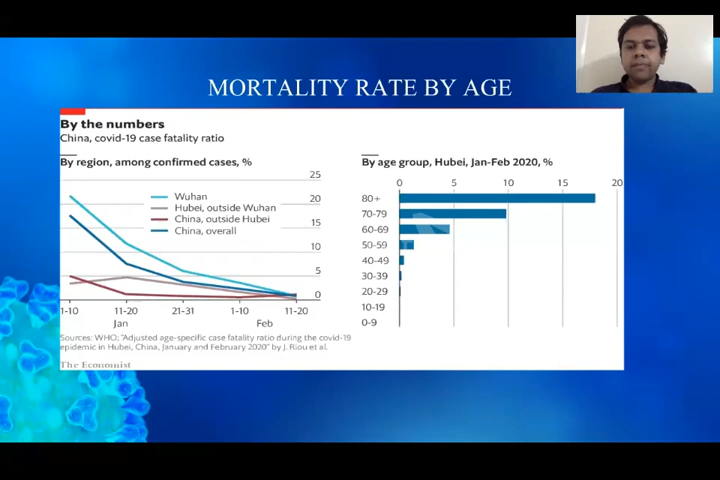 MORTALITY RATE BY AGE
By the numbers
China, covid-19 case fatality ratio
By region, among confirmed cases, %
25
20
15
10
5
0
Wuhan
Hubei, outside Wuhan
China, outside Hubei
China, overall
1-10
11-20
21-31
1-10
11-20
Jan
Feb
By age group, Hubei, Jan-Feb 2020, %
0
5
10
15
20
80+
70-79
60-69
50-59
40-49
30-39
20-29
10-19
0-9
Sources: WHO; "Adjusted age-specific case fatality ratio during the covid-19
epidemic in Hubei, China, January and February 2020" by J. Riou et al.
The Economist